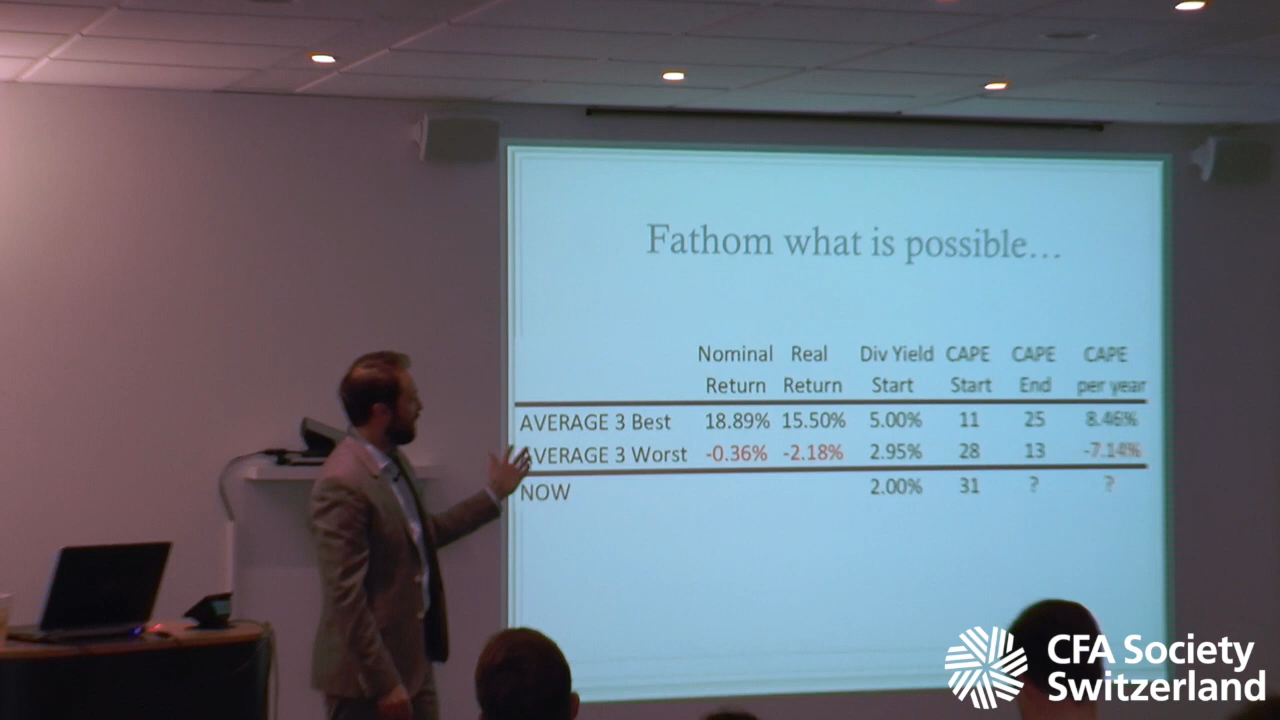 Fathom what is possible…
Nominal Real Div Yield CAPE CAPE CAPE
Return Return Start Start End per year
AVERAGE 3 Best 18.89% 15.50% 5.00% 11 25 8.46%
AVERAGE 3 Worst -0.36% -2.18% 2.95% 28 13 -7.14%
NOW 2.00% 31 ? ?
CFA Society
Switzerland